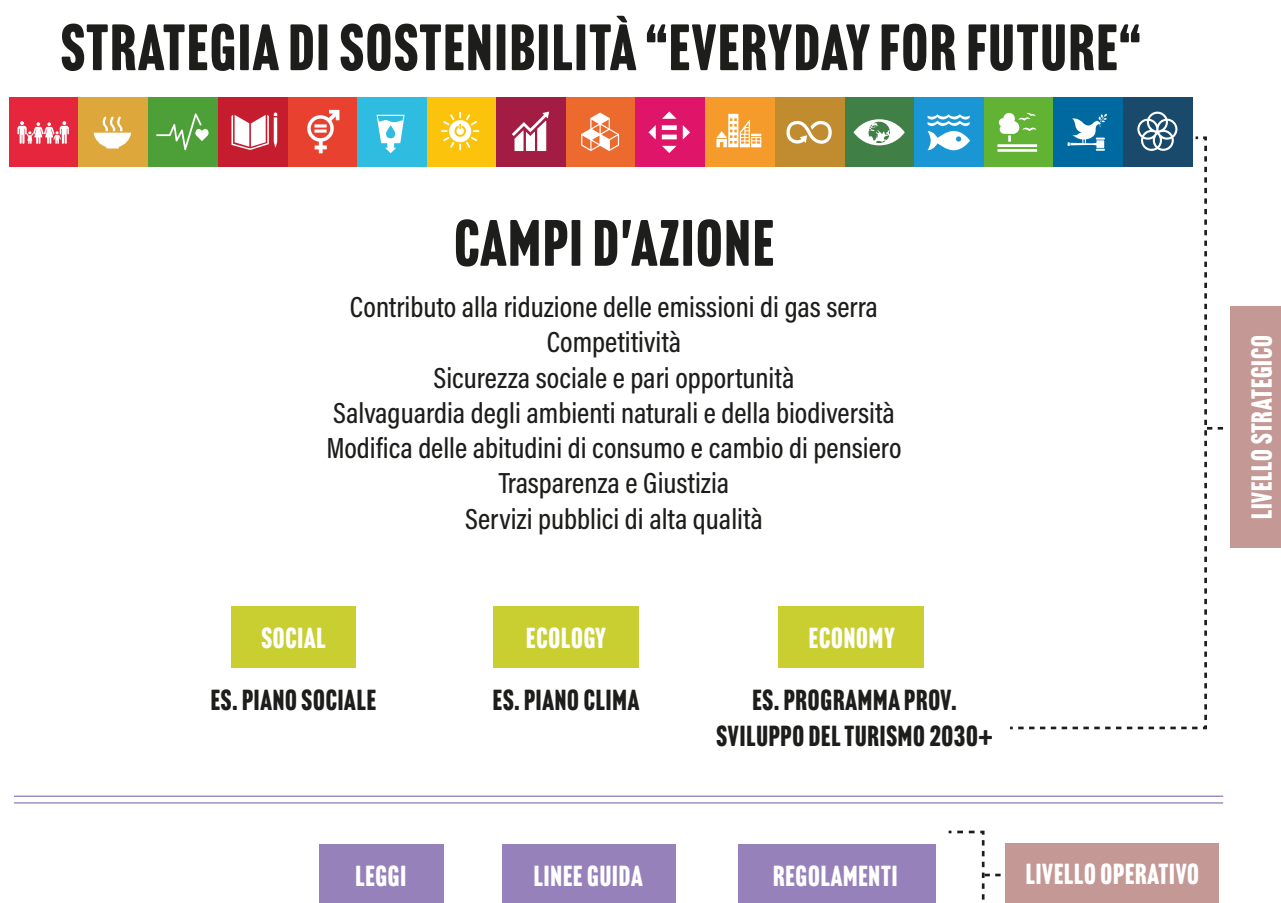 STRATEGIA DI SOSTENIBILITÀ “EVERYDAY FOR FUTURE“
CAMPI D'AZIONE
Contributo alla riduzione delle emissioni di gas serra
Competitività
Sicurezza sociale e pari opportunità
Salvaguardia degli ambienti naturali e della biodiversità
Modifica delle abitudini di consumo e cambio di pensiero
Trasparenza e Giustizia
Servizi pubblici di alta qualità
LIVELLO STRATEGICO
SOCIAL
ECOLOGY
ECONOMY
ES. PIANO SOCIALE
ES. PIANO CLIMA
ES. PROGRAMMA PROV.
SVILUPPO DEL TURISMO 2030+
LEGGI
LINEE GUIDA
REGOLAMENTI
LIVELLO OPERATIVO